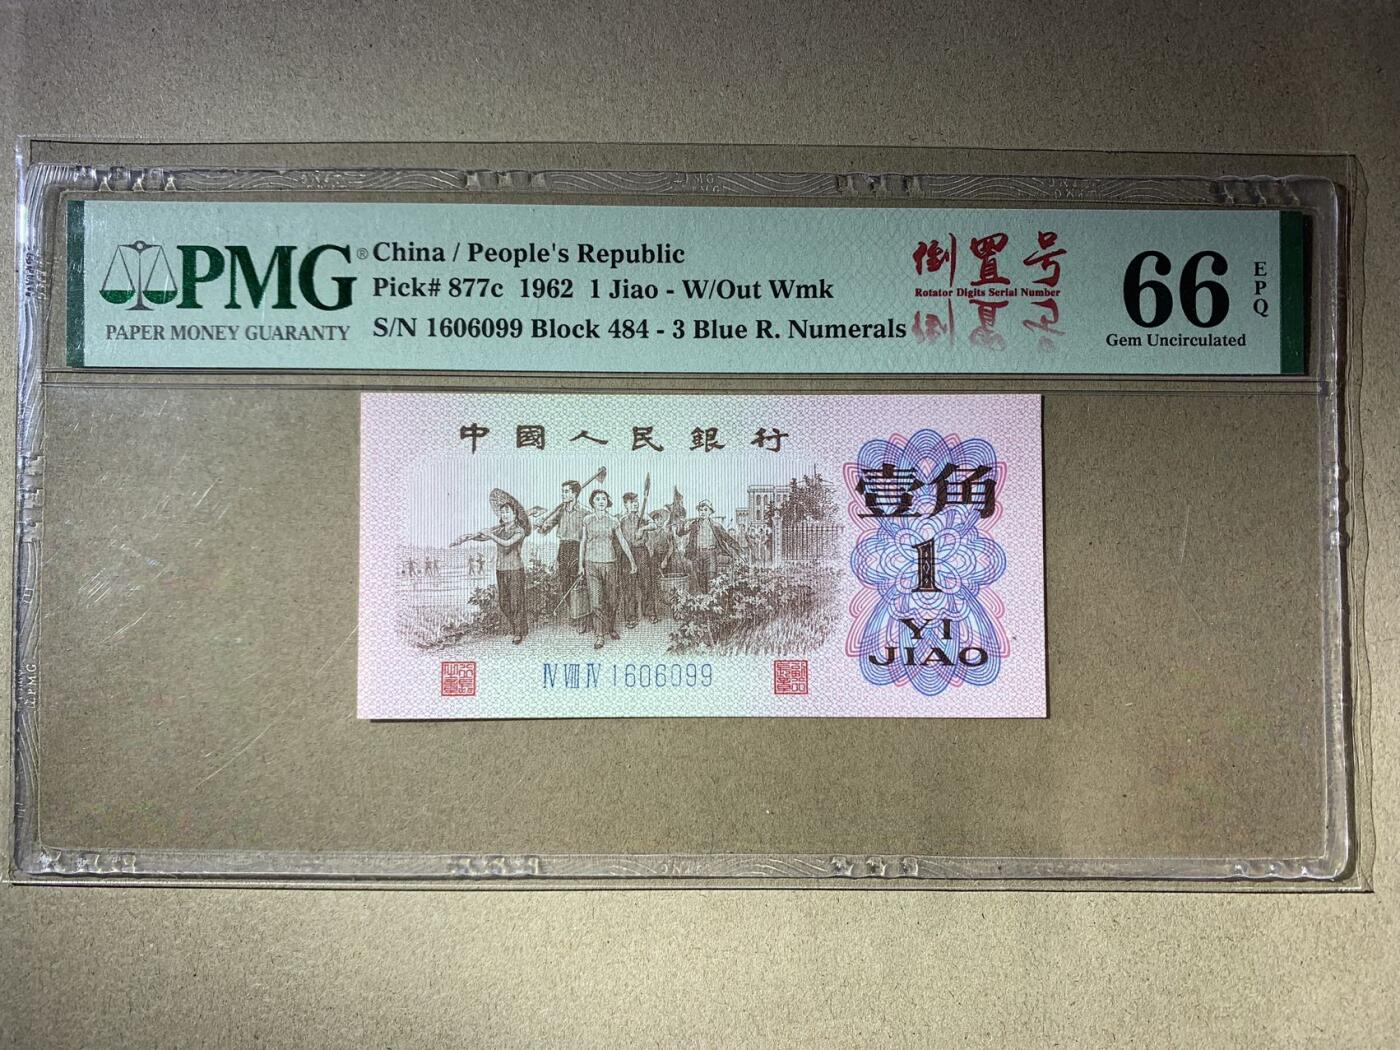 PMG®
PAPER MONEY GUARANTY
China / People's Republic
Pick# 877c 1962 1 Jiao - W/Out Wmk
S/N 1606099 Block 484 - 3 Blue R. Numerals
倒置号
Rotator Digits Serial Number
66
EPQ
Gem Uncirculated
中國人民銀行
壹角
1
YI
JIAO
Ⅳ Ⅷ Ⅳ 1606099